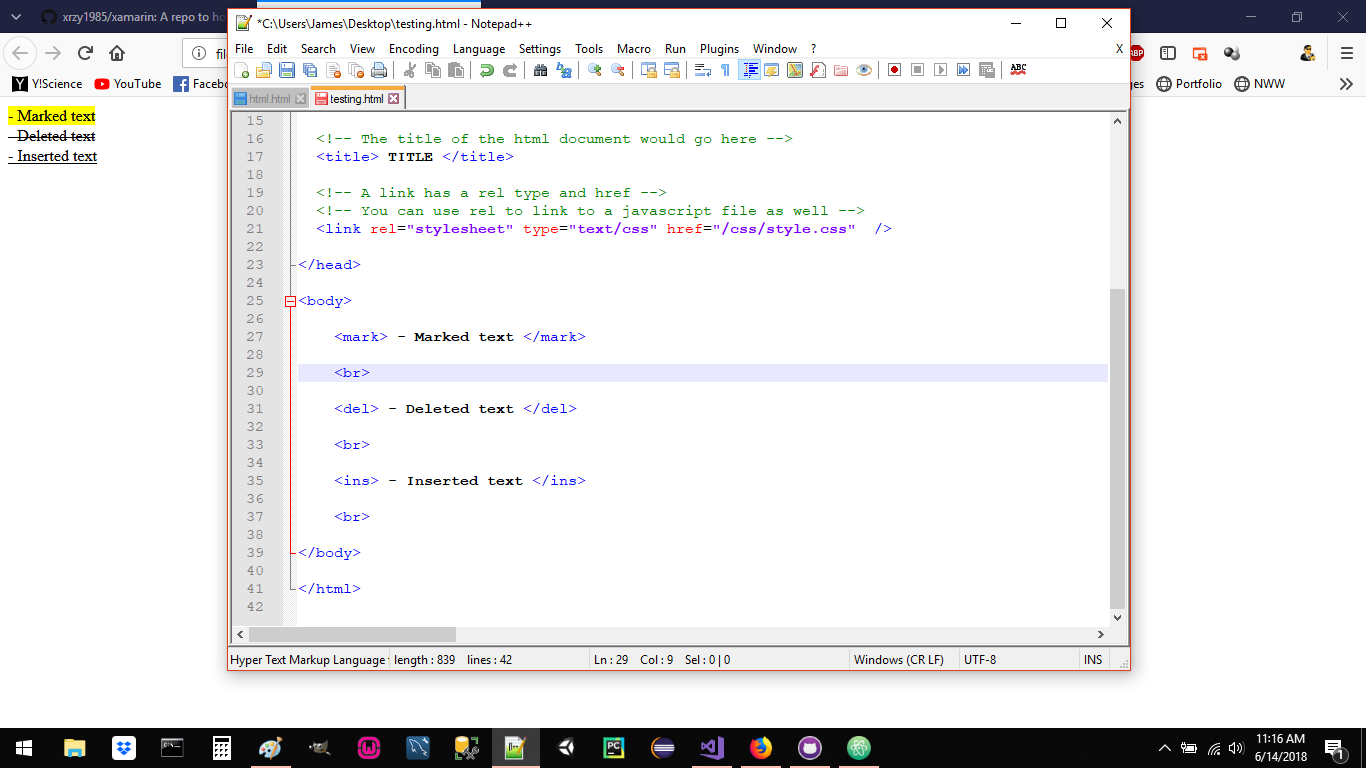 xrzy1985/xamarin: A repo to ho
*C:\Users\James\Desktop\testing.html - Notepad++
File Edit Search View Encoding Language Settings Tools Macro Run Plugins Window ? X
ABP
ABC
Y!Science YouTube Facebo
Portfolio NWW
html.html testing.html
- Marked text
- Deleted text
- Inserted text
15
16 <!-- The title of the html document would go here -->
17 <title> TITLE </title>
18
19 <!-- A link has a rel type and href -->
20 <!-- You can use rel to link to a javascript file as well -->
21 <link rel="stylesheet" type="text/css" href="/css/style.css"  />
22
23 </head>
24
25 <body>
26
27 <mark> - Marked text </mark>
28
29 <br>
30
31 <del> - Deleted text </del>
32
33 <br>
34
35 <ins> - Inserted text </ins>
36
37 <br>
38
39 </body>
40
41 </html>
42
Hyper Text Markup Language length : 839 lines : 42 Ln : 29 Col : 9 Sel : 0 | 0 Windows (CR LF) UTF-8 INS
PC
11:16 AM
6/14/2018
1